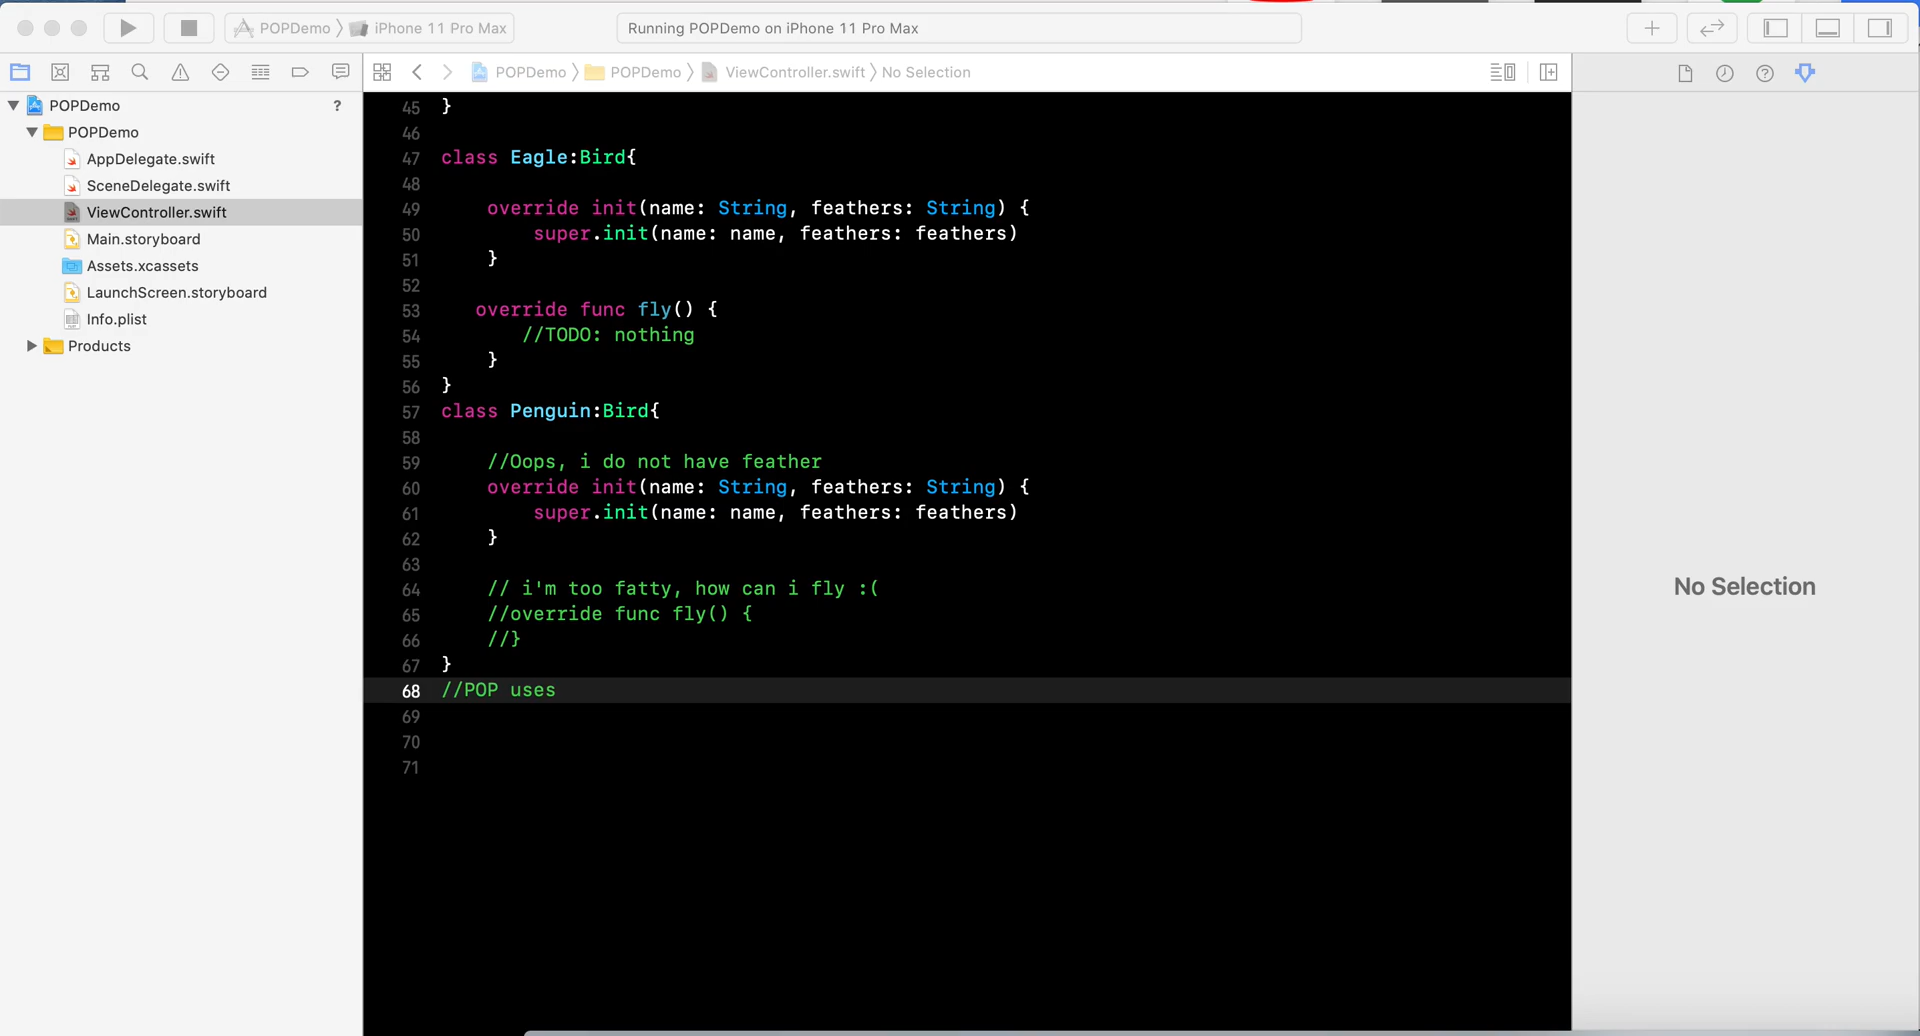 POPDemo 〉 iPhone 11 Pro Max
Running POPDemo on iPhone 11 Pro Max
POPDemo 〉 POPDemo 〉 ViewController.swift 〉 No Selection
POPDemo ?
POPDemo
AppDelegate.swift
SceneDelegate.swift
ViewController.swift
Main.storyboard
Assets.xcassets
LaunchScreen.storyboard
Info.plist
Products
45 }
46
47 class Eagle:Bird{
48
49 override init(name: String, feathers: String) {
50 super.init(name: name, feathers: feathers)
51 }
52
53 override func fly() {
54 //TODO: nothing
55 }
56 }
57 class Penguin:Bird{
58
59 //Oops, i do not have feather
60 override init(name: String, feathers: String) {
61 super.init(name: name, feathers: feathers)
62 }
63
64 // i'm too fatty, how can i fly :(
65 //override func fly() {
66 //}
67 }
68 //POP uses
69
70
71
No Selection